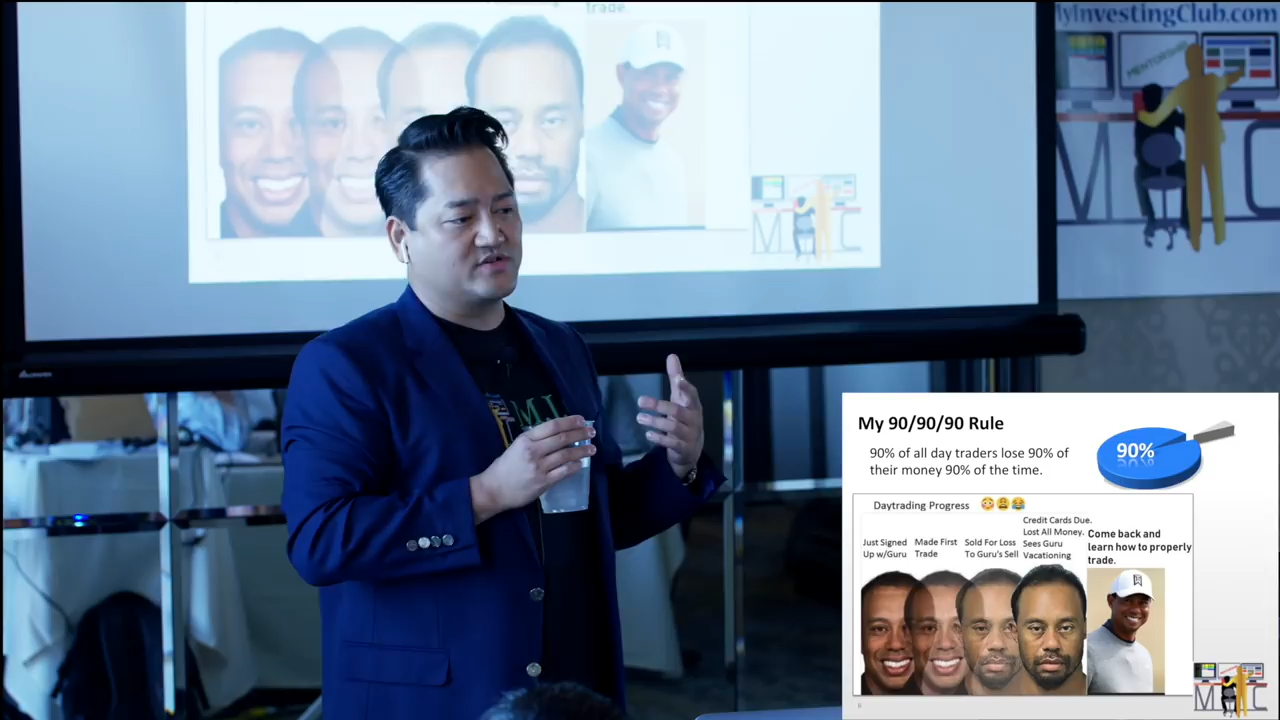 trade.
MyInvestingClub.com
MENTORSHIP
M C
M C
M.I.
My 90/90/90 Rule
90% of all day traders lose 90% of
their money 90% of the time.
90%
Daytrading Progress
Just Signed
Up w/Guru
Made First
Trade
Sold For Loss
To Guru's Sell
Credit Cards Due.
Lost All Money.
Sees Guru
Vacationing
Come back and
learn how to properly
trade.
M C